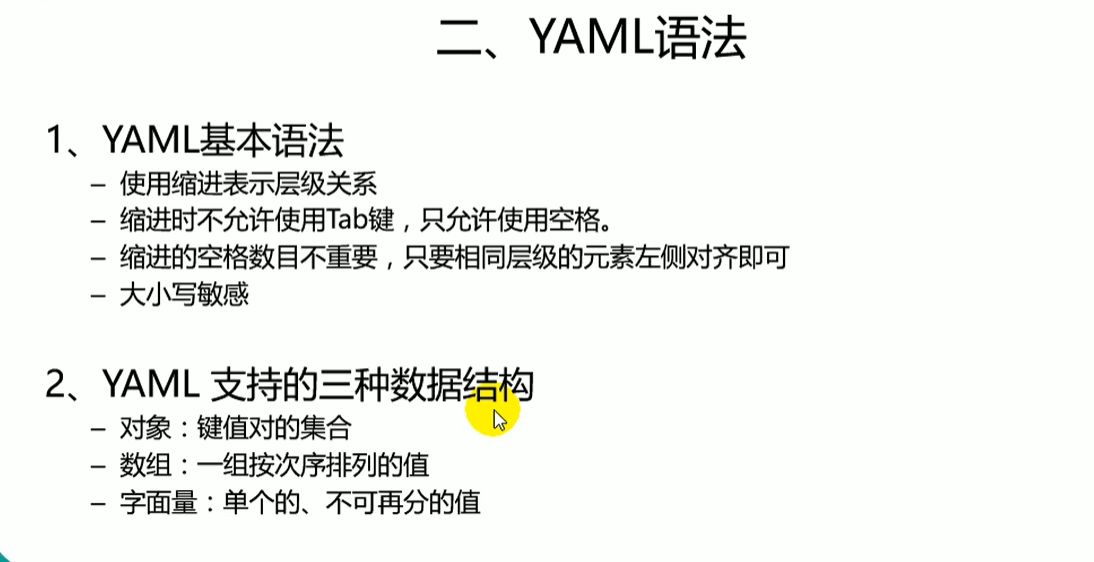 二、YAML语法
1、YAML基本语法
– 使用缩进表示层级关系
– 缩进时不允许使用Tab键，只允许使用空格。
– 缩进的空格数目不重要，只要相同层级的元素左侧对齐即可
– 大小写敏感
2、YAML 支持的三种数据结构
– 对象：键值对的集合
– 数组：一组按次序排列的值
– 字面量：单个的、不可再分的值